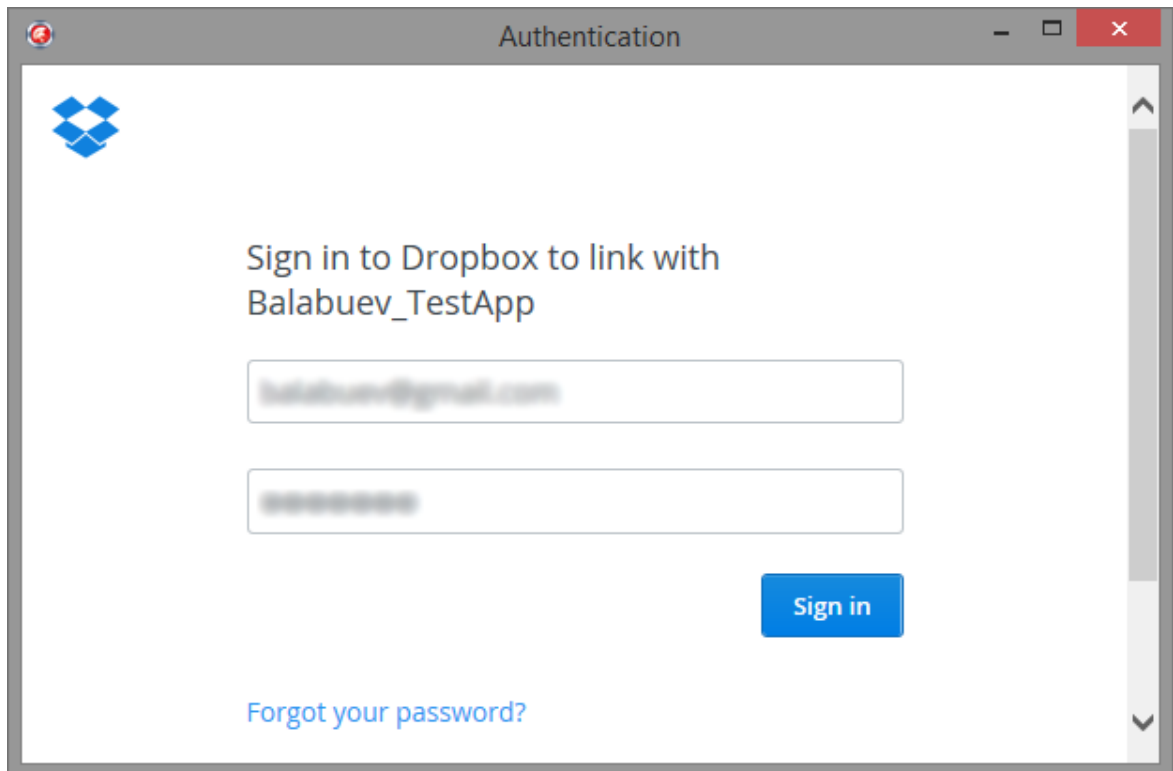 Authentication
Sign in to Dropbox to link with
Balabuev_TestApp
Sign in
Forgot your password?